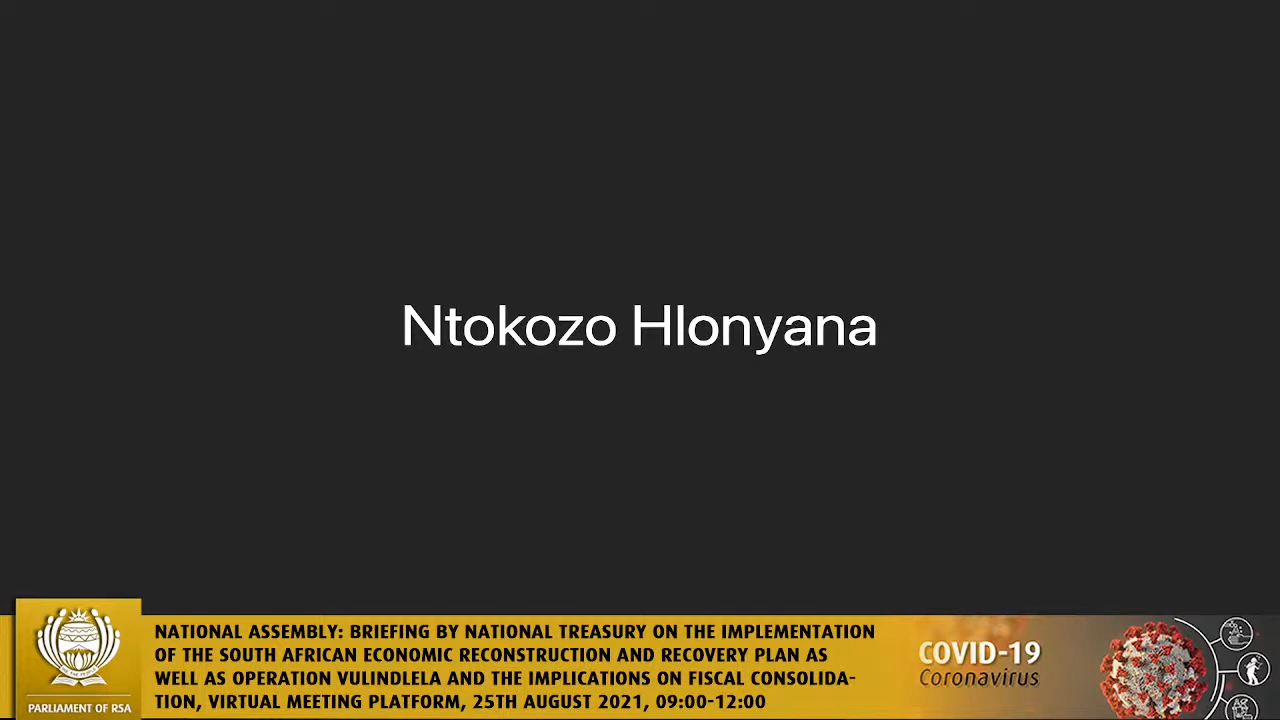 Ntokozo Hlonyana
NATIONAL ASSEMBLY: BRIEFING BY NATIONAL TREASURY ON THE IMPLEMENTATION
OF THE SOUTH AFRICAN ECONOMIC RECONSTRUCTION AND RECOVERY PLAN AS
WELL AS OPERATION VULINDLELA AND THE IMPLICATIONS ON FISCAL CONSOLIDA-
TION, VIRTUAL MEETING PLATFORM, 25TH AUGUST 2021, 09:00-12:00
PARLIAMENT OF RSA
COVID-19
Coronavirus